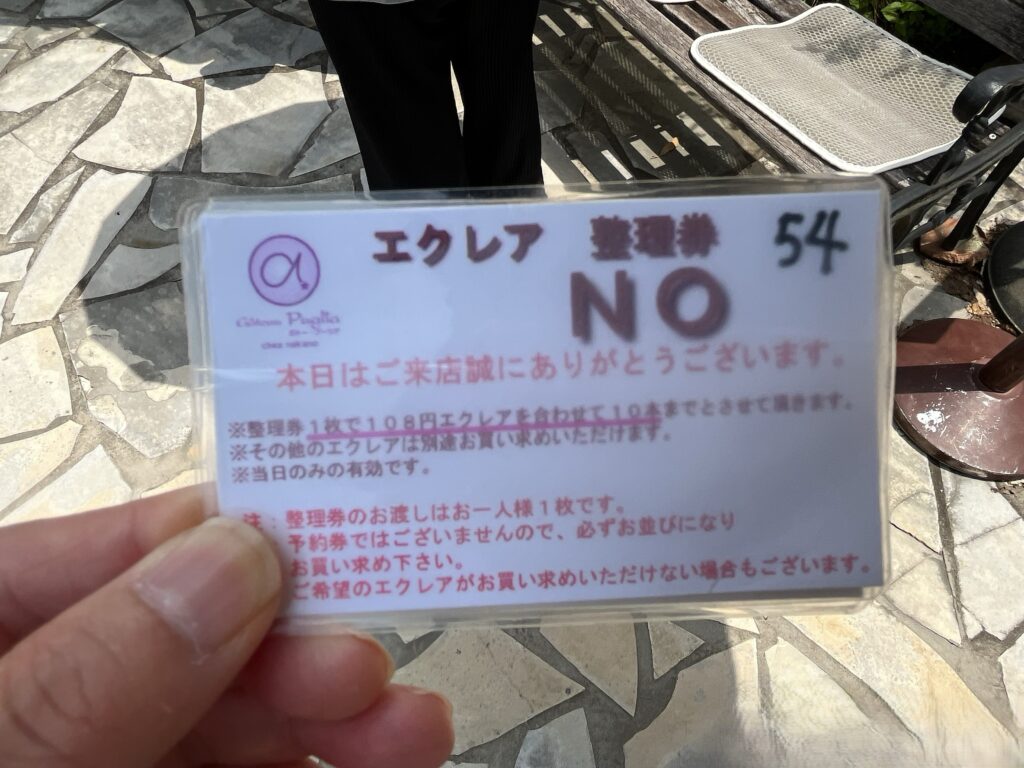 エクレア 整理券 54
NO
α
Gâteau Puglia
chez nakano
本日はご来店誠にありがとうございます。
※整理券１枚で１０８円エクレアを合わせて１０本までとさせて頂きます。
※その他のエクレアは別途お買い求めいただけます。
※当日のみの有効です。
注：整理券のお渡しはお一人様１枚です。
予約券ではございませんので、必ずお並びになり
お買い求め下さい。
ご希望のエクレアがお買い求めいただけない場合もございます。